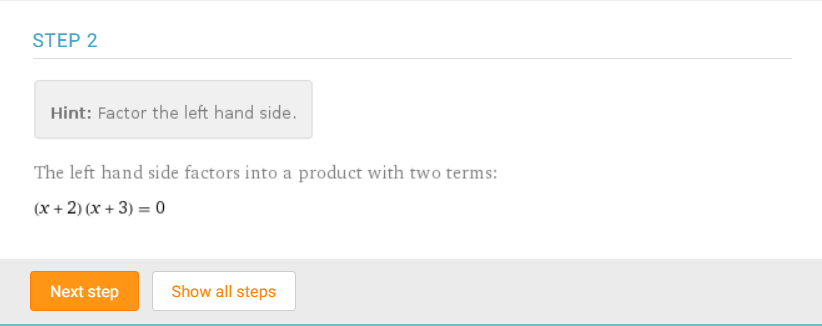 STEP 2
Hint: Factor the left hand side.
The left hand side factors into a product with two terms:
(x + 2) (x + 3) = 0
Next step
Show all steps